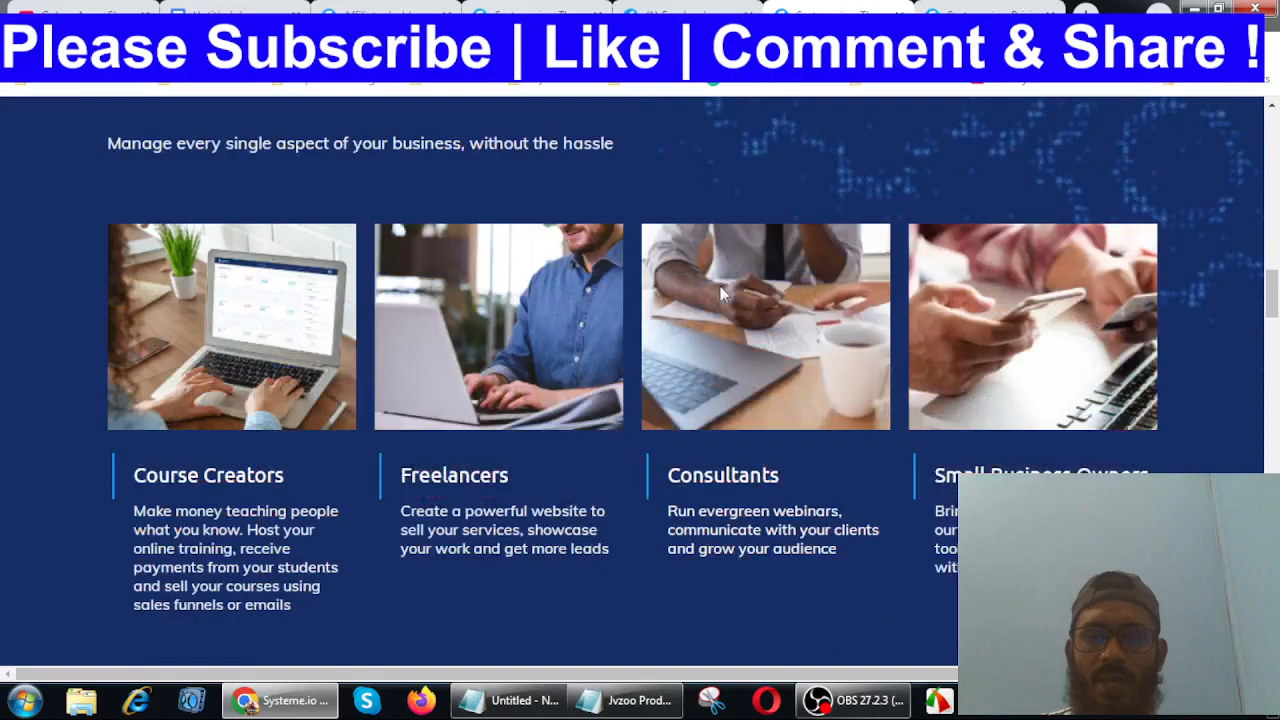 Please Subscribe | Like | Comment & Share !
Manage every single aspect of your business, without the hassle
Course Creators
Make money teaching people
what you know. Host your
online training, receive
payments from your students
and sell your courses using
sales funnels or emails
Freelancers
Create a powerful website to
sell your services, showcase
your work and get more leads
Consultants
Run evergreen webinars,
communicate with your clients
and grow your audience
Small Business Owners
Systeme.io ...
Untitled - N...
Jvzoo Prod...
OBS 27.2.3 (...